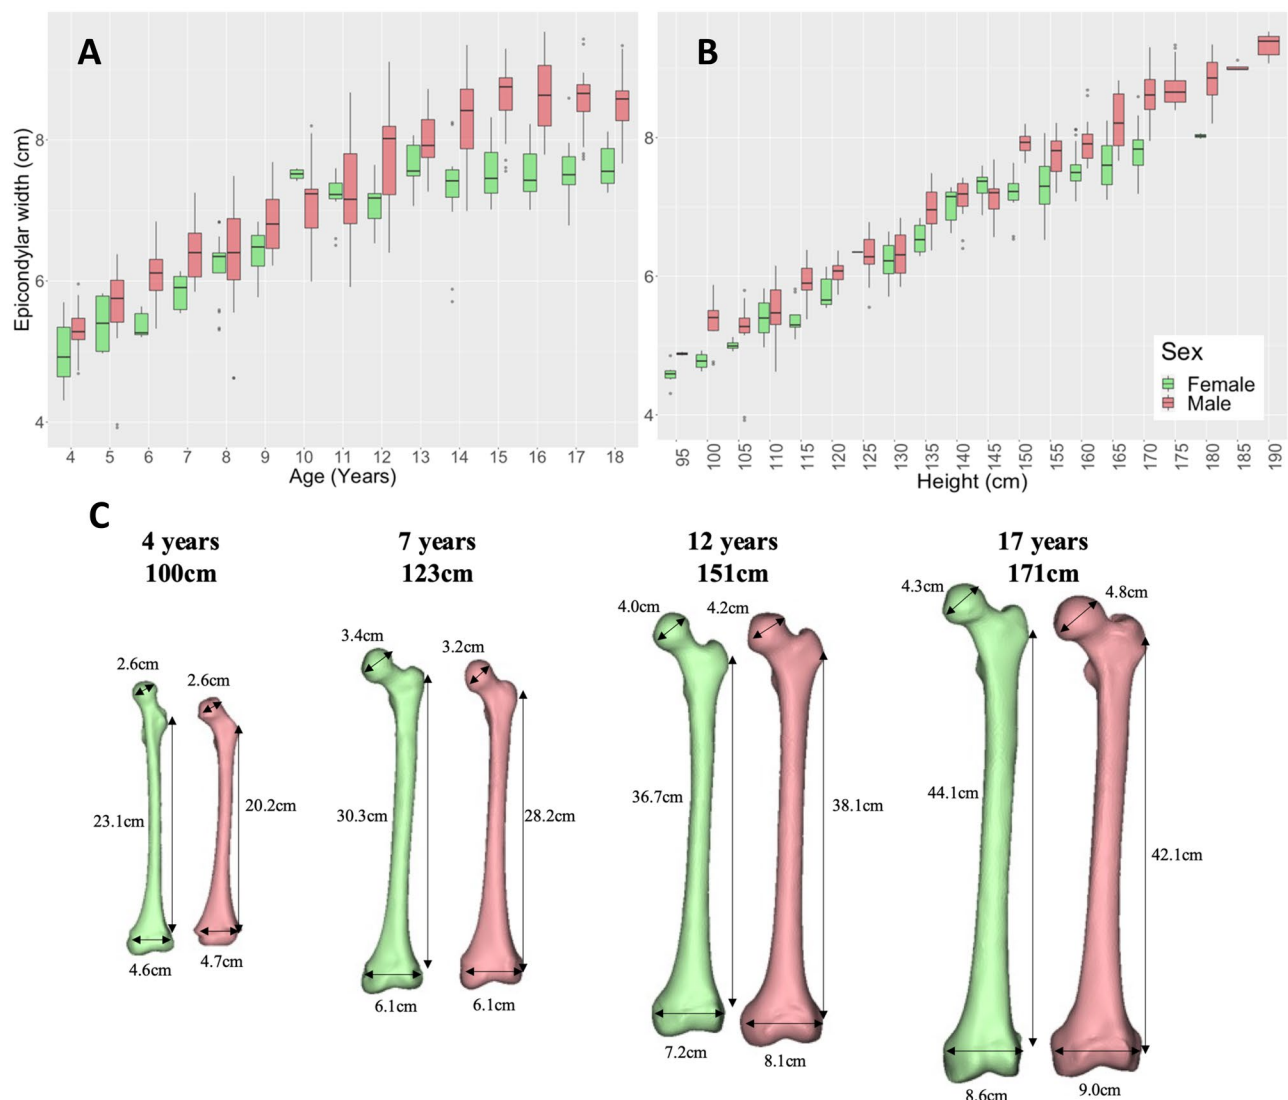 A
B
Epicondylar width (cm)
8
6
4
4 5 6 7 8 9 10 11 12 13 14 15 16 17 18
Age (Years)
8
6
4
95 100 105 110 115 120 125 130 135 140 145 150 155 160 165 170 175 180 185 190
Height (cm)
Sex
Female
Male
C
4 years
100cm
2.6cm
2.6cm
23.1cm
20.2cm
4.6cm
4.7cm
7 years
123cm
3.4cm
3.2cm
30.3cm
28.2cm
6.1cm
6.1cm
12 years
151cm
4.0cm
4.2cm
36.7cm
38.1cm
7.2cm
8.1cm
17 years
171cm
4.3cm
4.8cm
44.1cm
42.1cm
8.6cm
9.0cm